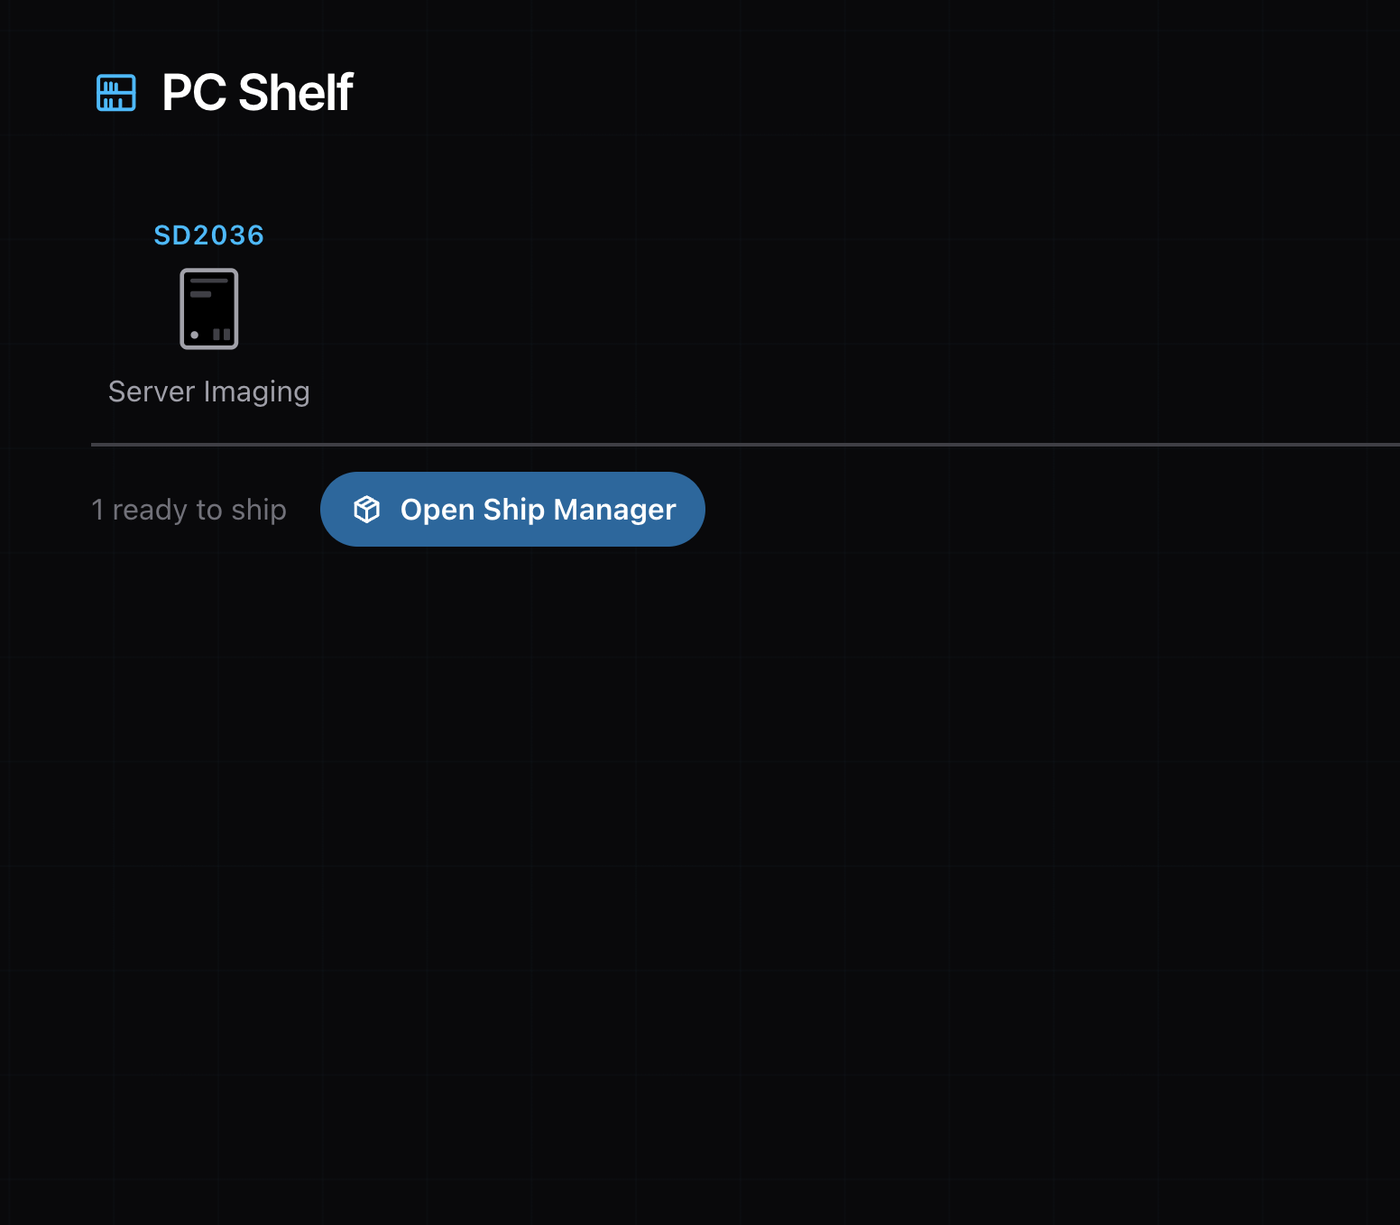 PC Shelf
SD2036
Server Imaging
1 ready to ship
Open Ship Manager